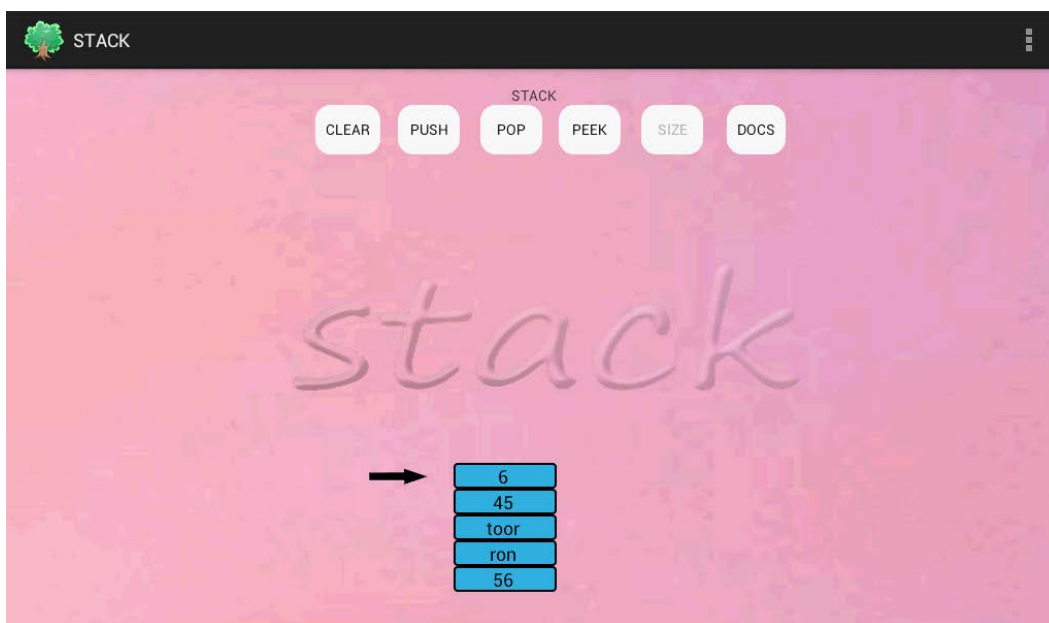 STACK
STACK
CLEAR PUSH POP PEEK SIZE DOCS
stack
6
45
toor
ron
56